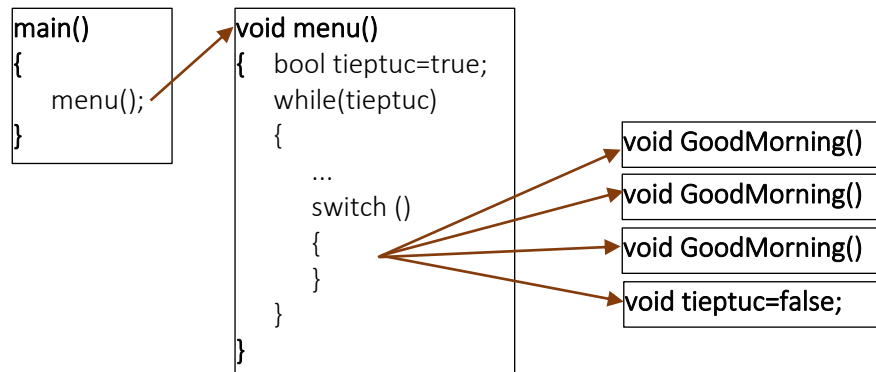 main()
{
menu();
}
void menu()
{ bool tieptuc=true;
while(tieptuc)
{
...
switch ()
{
}
}
}
void GoodMorning()
void GoodMorning()
void GoodMorning()
void tieptuc=false;